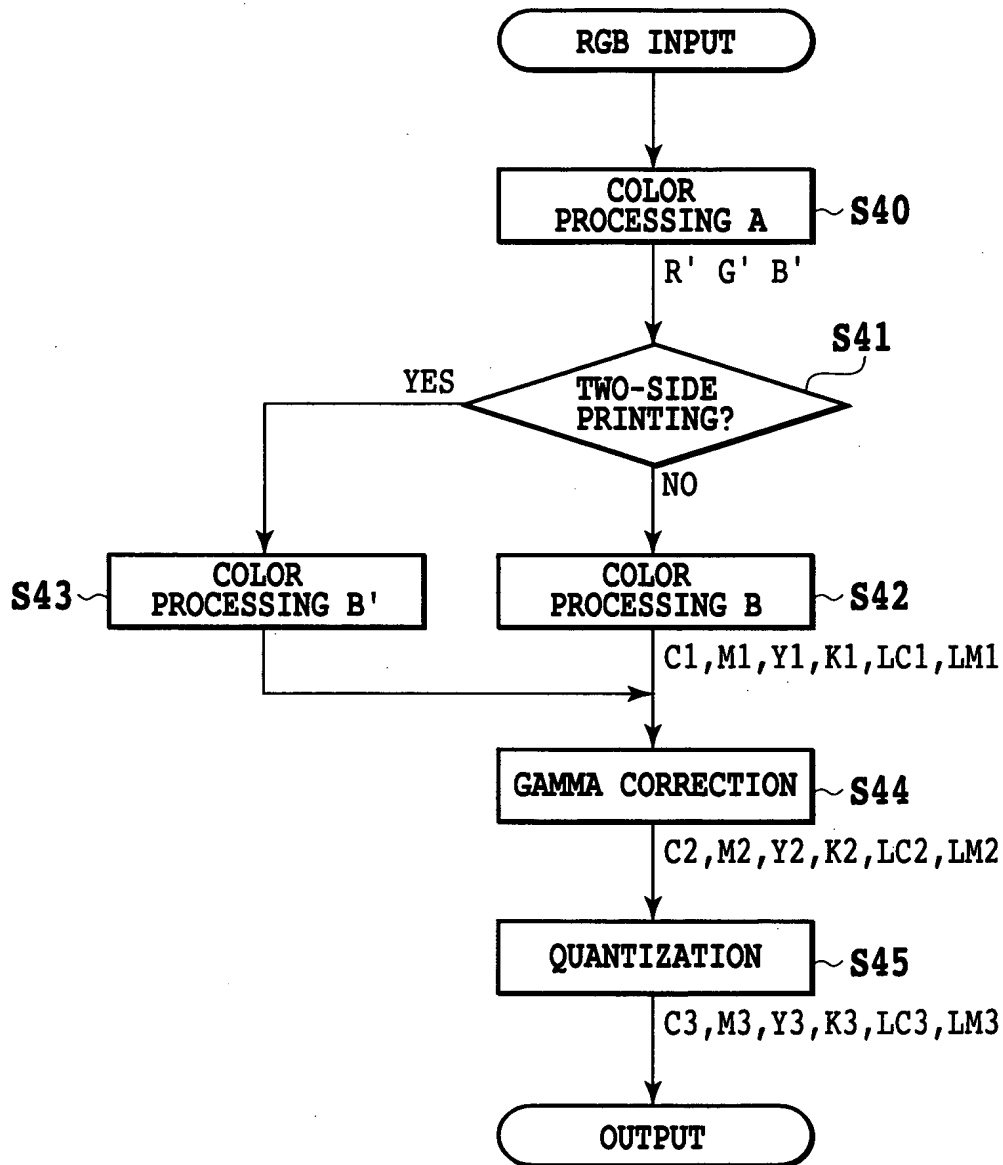 RGB INPUT
COLOR
PROCESSING A
S40
R' G' B'
S41
YES
TWO-SIDE
PRINTING?
NO
S43
COLOR
PROCESSING B'
COLOR
PROCESSING B
S42
C1,M1,Y1,K1,LC1,LM1
GAMMA CORRECTION
S44
C2,M2,Y2,K2,LC2,LM2
QUANTIZATION
S45
C3,M3,Y3,K3,LC3,LM3
OUTPUT